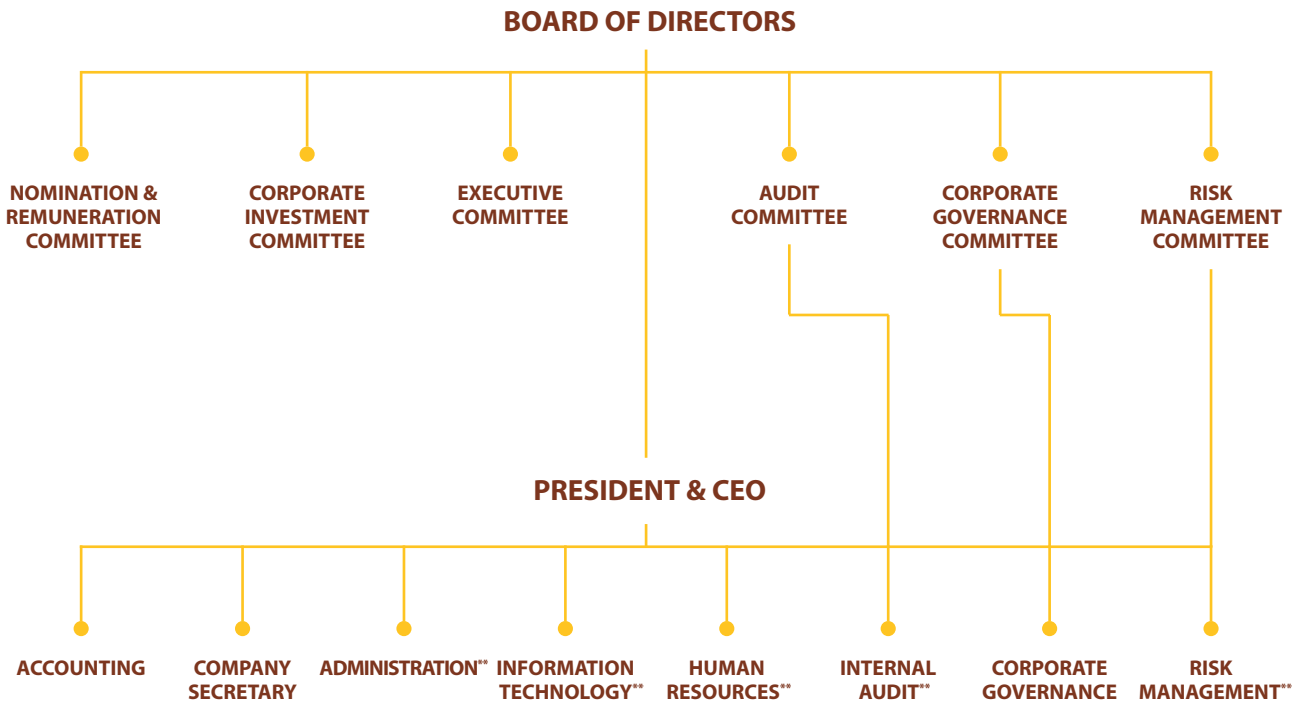 BOARD OF DIRECTORS
NOMINATION &
REMUNERATION
COMMITTEE
CORPORATE
INVESTMENT
COMMITTEE
EXECUTIVE
COMMITTEE
AUDIT
COMMITTEE
CORPORATE
GOVERNANCE
COMMITTEE
RISK
MANAGEMENT
COMMITTEE
PRESIDENT & CEO
ACCOUNTING
COMPANY
SECRETARY
ADMINISTRATION**
INFORMATION
TECHNOLOGY**
HUMAN
RESOURCES**
INTERNAL
AUDIT**
CORPORATE
GOVERNANCE
RISK
MANAGEMENT**